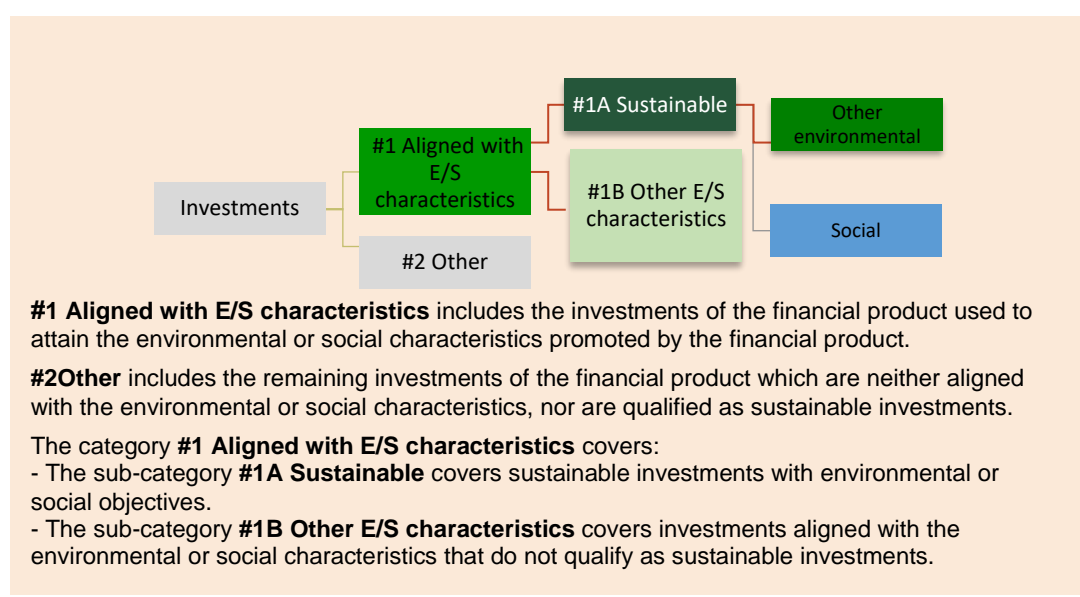 #1A Sustainable
Other
environmental
#1 Aligned with
E/S
characteristics
#1B Other E/S
characteristics
Investments
Social
#2 Other
#1 Aligned with E/S characteristics includes the investments of the financial product used to
attain the environmental or social characteristics promoted by the financial product.
#2Other includes the remaining investments of the financial product which are neither aligned
with the environmental or social characteristics, nor are qualified as sustainable investments.
The category #1 Aligned with E/S characteristics covers:
- The sub-category #1A Sustainable covers sustainable investments with environmental or
social objectives.
- The sub-category #1B Other E/S characteristics covers investments aligned with the
environmental or social characteristics that do not qualify as sustainable investments.